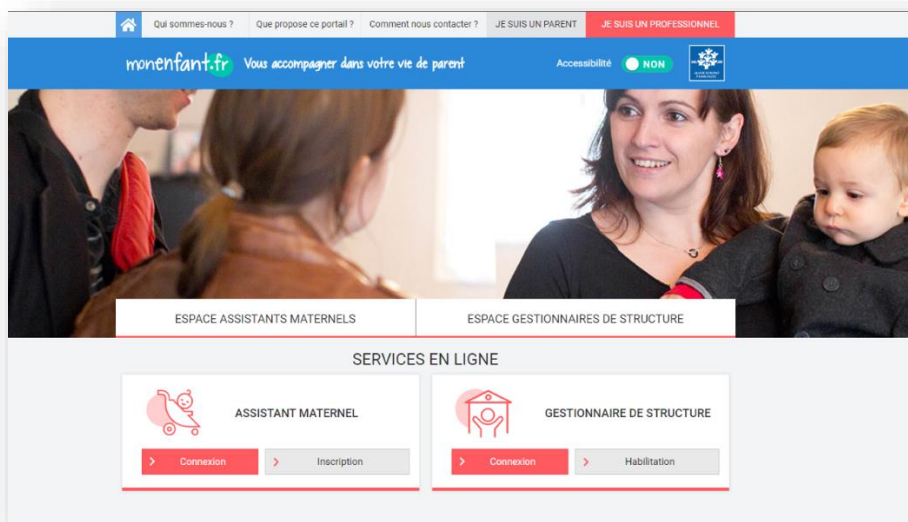 Qui sommes-nous ? Que propose ce portail ? Comment nous contacter ? JE SUIS UN PARENT JE SUIS UN PROFESSIONNEL
monenfant.fr Vous accompagner dans votre vie de parent Accessibilité NON
ESPACE ASSISTANTS MATERNELS ESPACE GESTIONNAIRES DE STRUCTURE
SERVICES EN LIGNE
ASSISTANT MATERNEL GESTIONNAIRE DE STRUCTURE
Connexion Inscription Connexion Habilitation